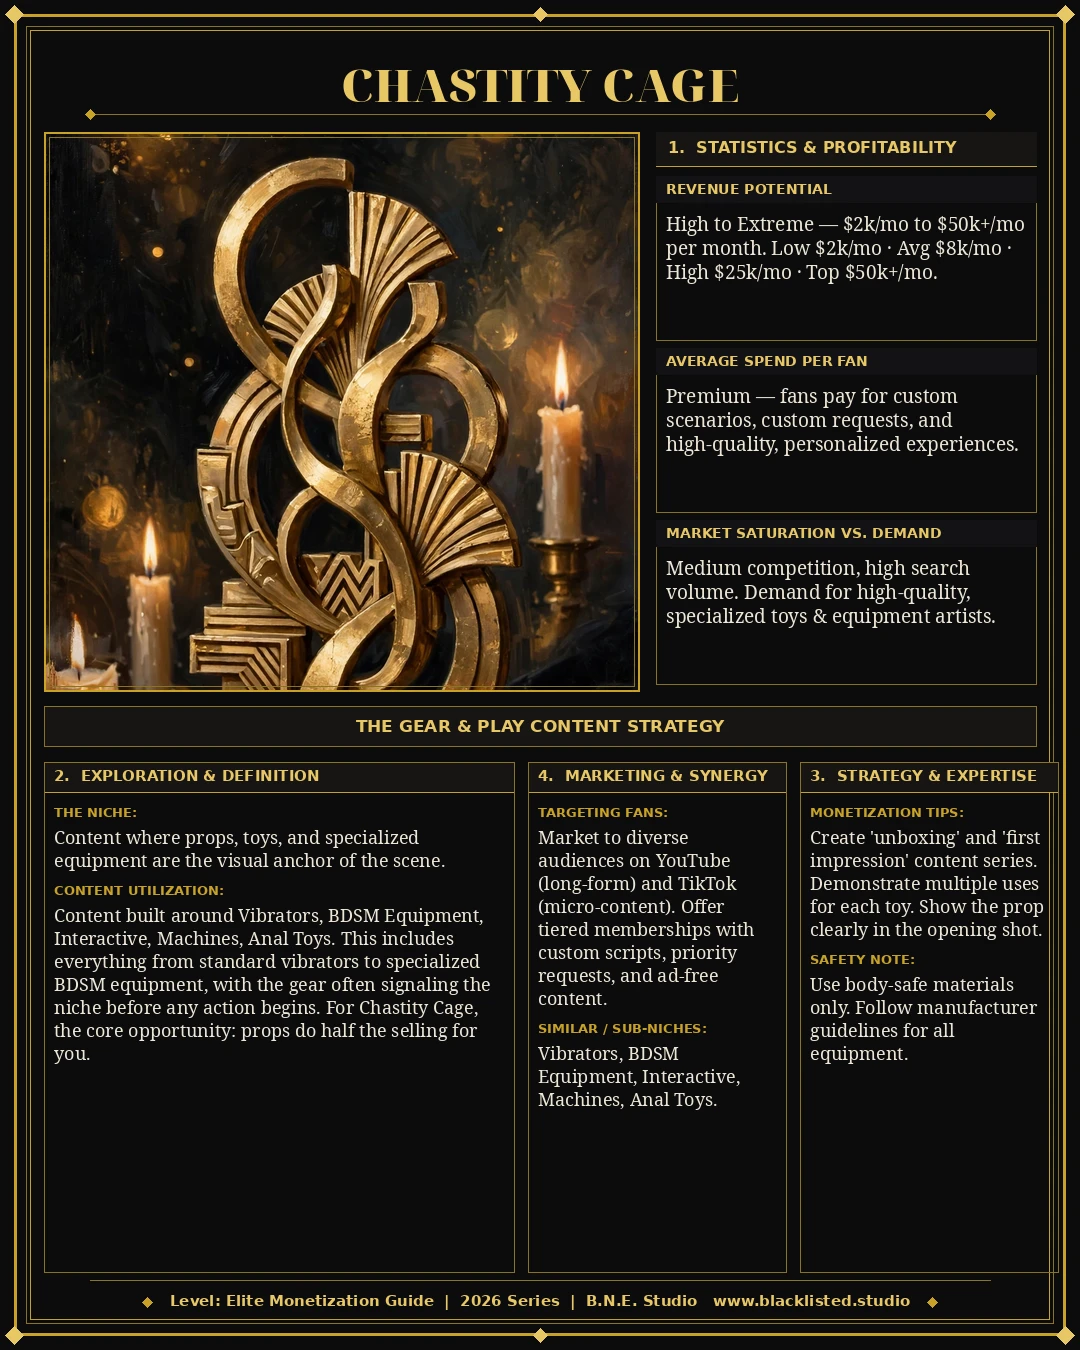 CHASTITY CAGE
1. STATISTICS & PROFITABILITY
REVENUE POTENTIAL
High to Extreme — $2k/mo to $50k+/mo
per month. Low $2k/mo · Avg $8k/mo ·
High $25k/mo · Top $50k+/mo.
AVERAGE SPEND PER FAN
Premium — fans pay for custom
scenarios, custom requests, and
high-quality, personalized experiences.
MARKET SATURATION VS. DEMAND
Medium competition, high search
volume. Demand for high-quality,
specialized toys & equipment artists.
THE GEAR & PLAY CONTENT STRATEGY
2. EXPLORATION & DEFINITION
THE NICHE:
Content where props, toys, and specialized
equipment are the visual anchor of the scene.
CONTENT UTILIZATION:
Content built around Vibrators, BDSM Equipment,
Interactive, Machines, Anal Toys. This includes
everything from standard vibrators to specialized
BDSM equipment, with the gear often signaling the
niche before any action begins. For Chastity Cage,
the core opportunity: props do half the selling for
you.
4. MARKETING & SYNERGY
TARGETING FANS:
Market to diverse
audiences on YouTube
(long-form) and TikTok
(micro-content). Offer
tiered memberships with
custom scripts, priority
requests, and ad-free
content.
SIMILAR / SUB-NICHES:
Vibrators, BDSM
Equipment, Interactive,
Machines, Anal Toys.
3. STRATEGY & EXPERTISE
MONETIZATION TIPS:
Create 'unboxing' and 'first
impression' content series.
Demonstrate multiple uses
for each toy. Show the prop
clearly in the opening shot.
SAFETY NOTE:
Use body-safe materials
only. Follow manufacturer
guidelines for all
equipment.
Level: Elite Monetization Guide | 2026 Series | B.N.E. Studio www.blacklisted.studio